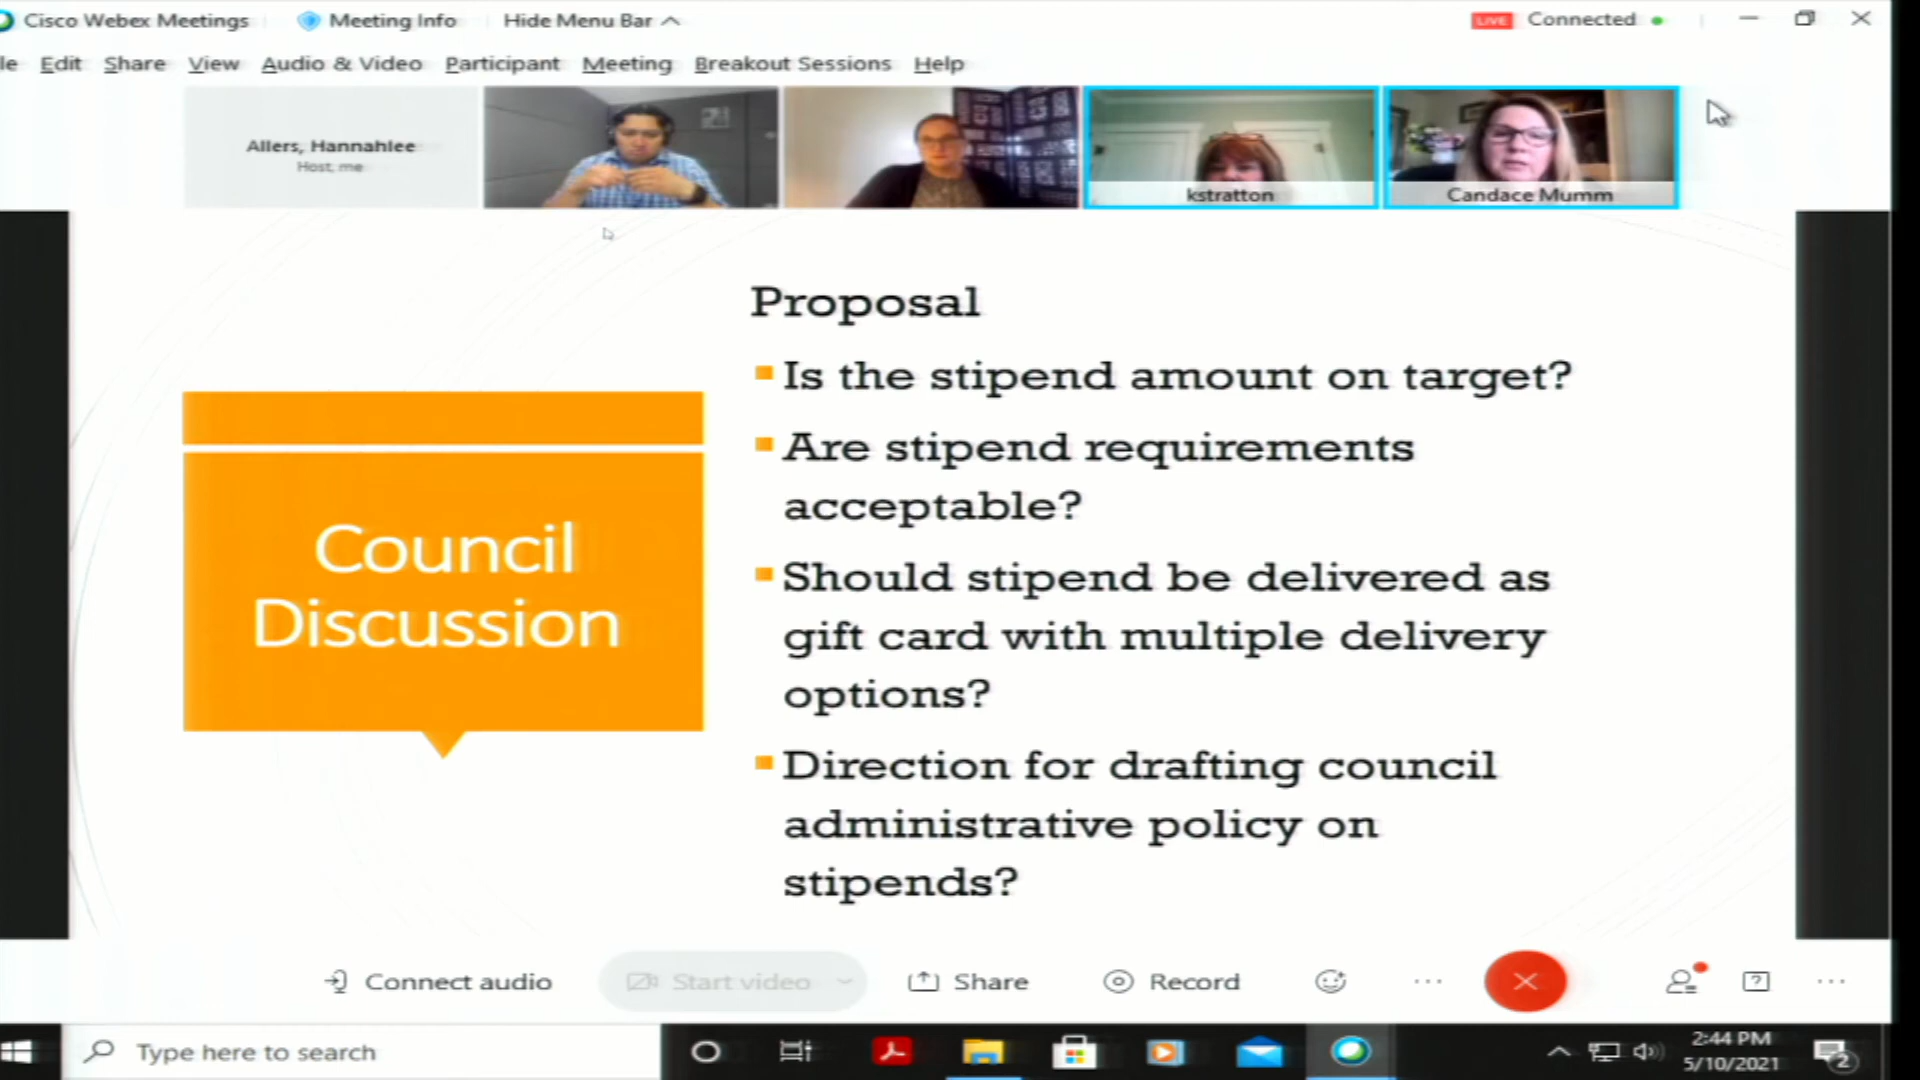 Cisco Webex Meetings Meeting Info Hide Menu Bar LIVE Connected
le Edit Share View Audio & Video Participant Meeting Breakout Sessions Help
Allers, Hannahlee
Host, me
kstratton
Candace Mumm
Proposal
Is the stipend amount on target?
Are stipend requirements
acceptable?
Should stipend be delivered as
gift card with multiple delivery
options?
Direction for drafting council
administrative policy on
stipends?
Council
Discussion
Connect audio Start video Share Record
Type here to search
2:44 PM
5/10/2021
2